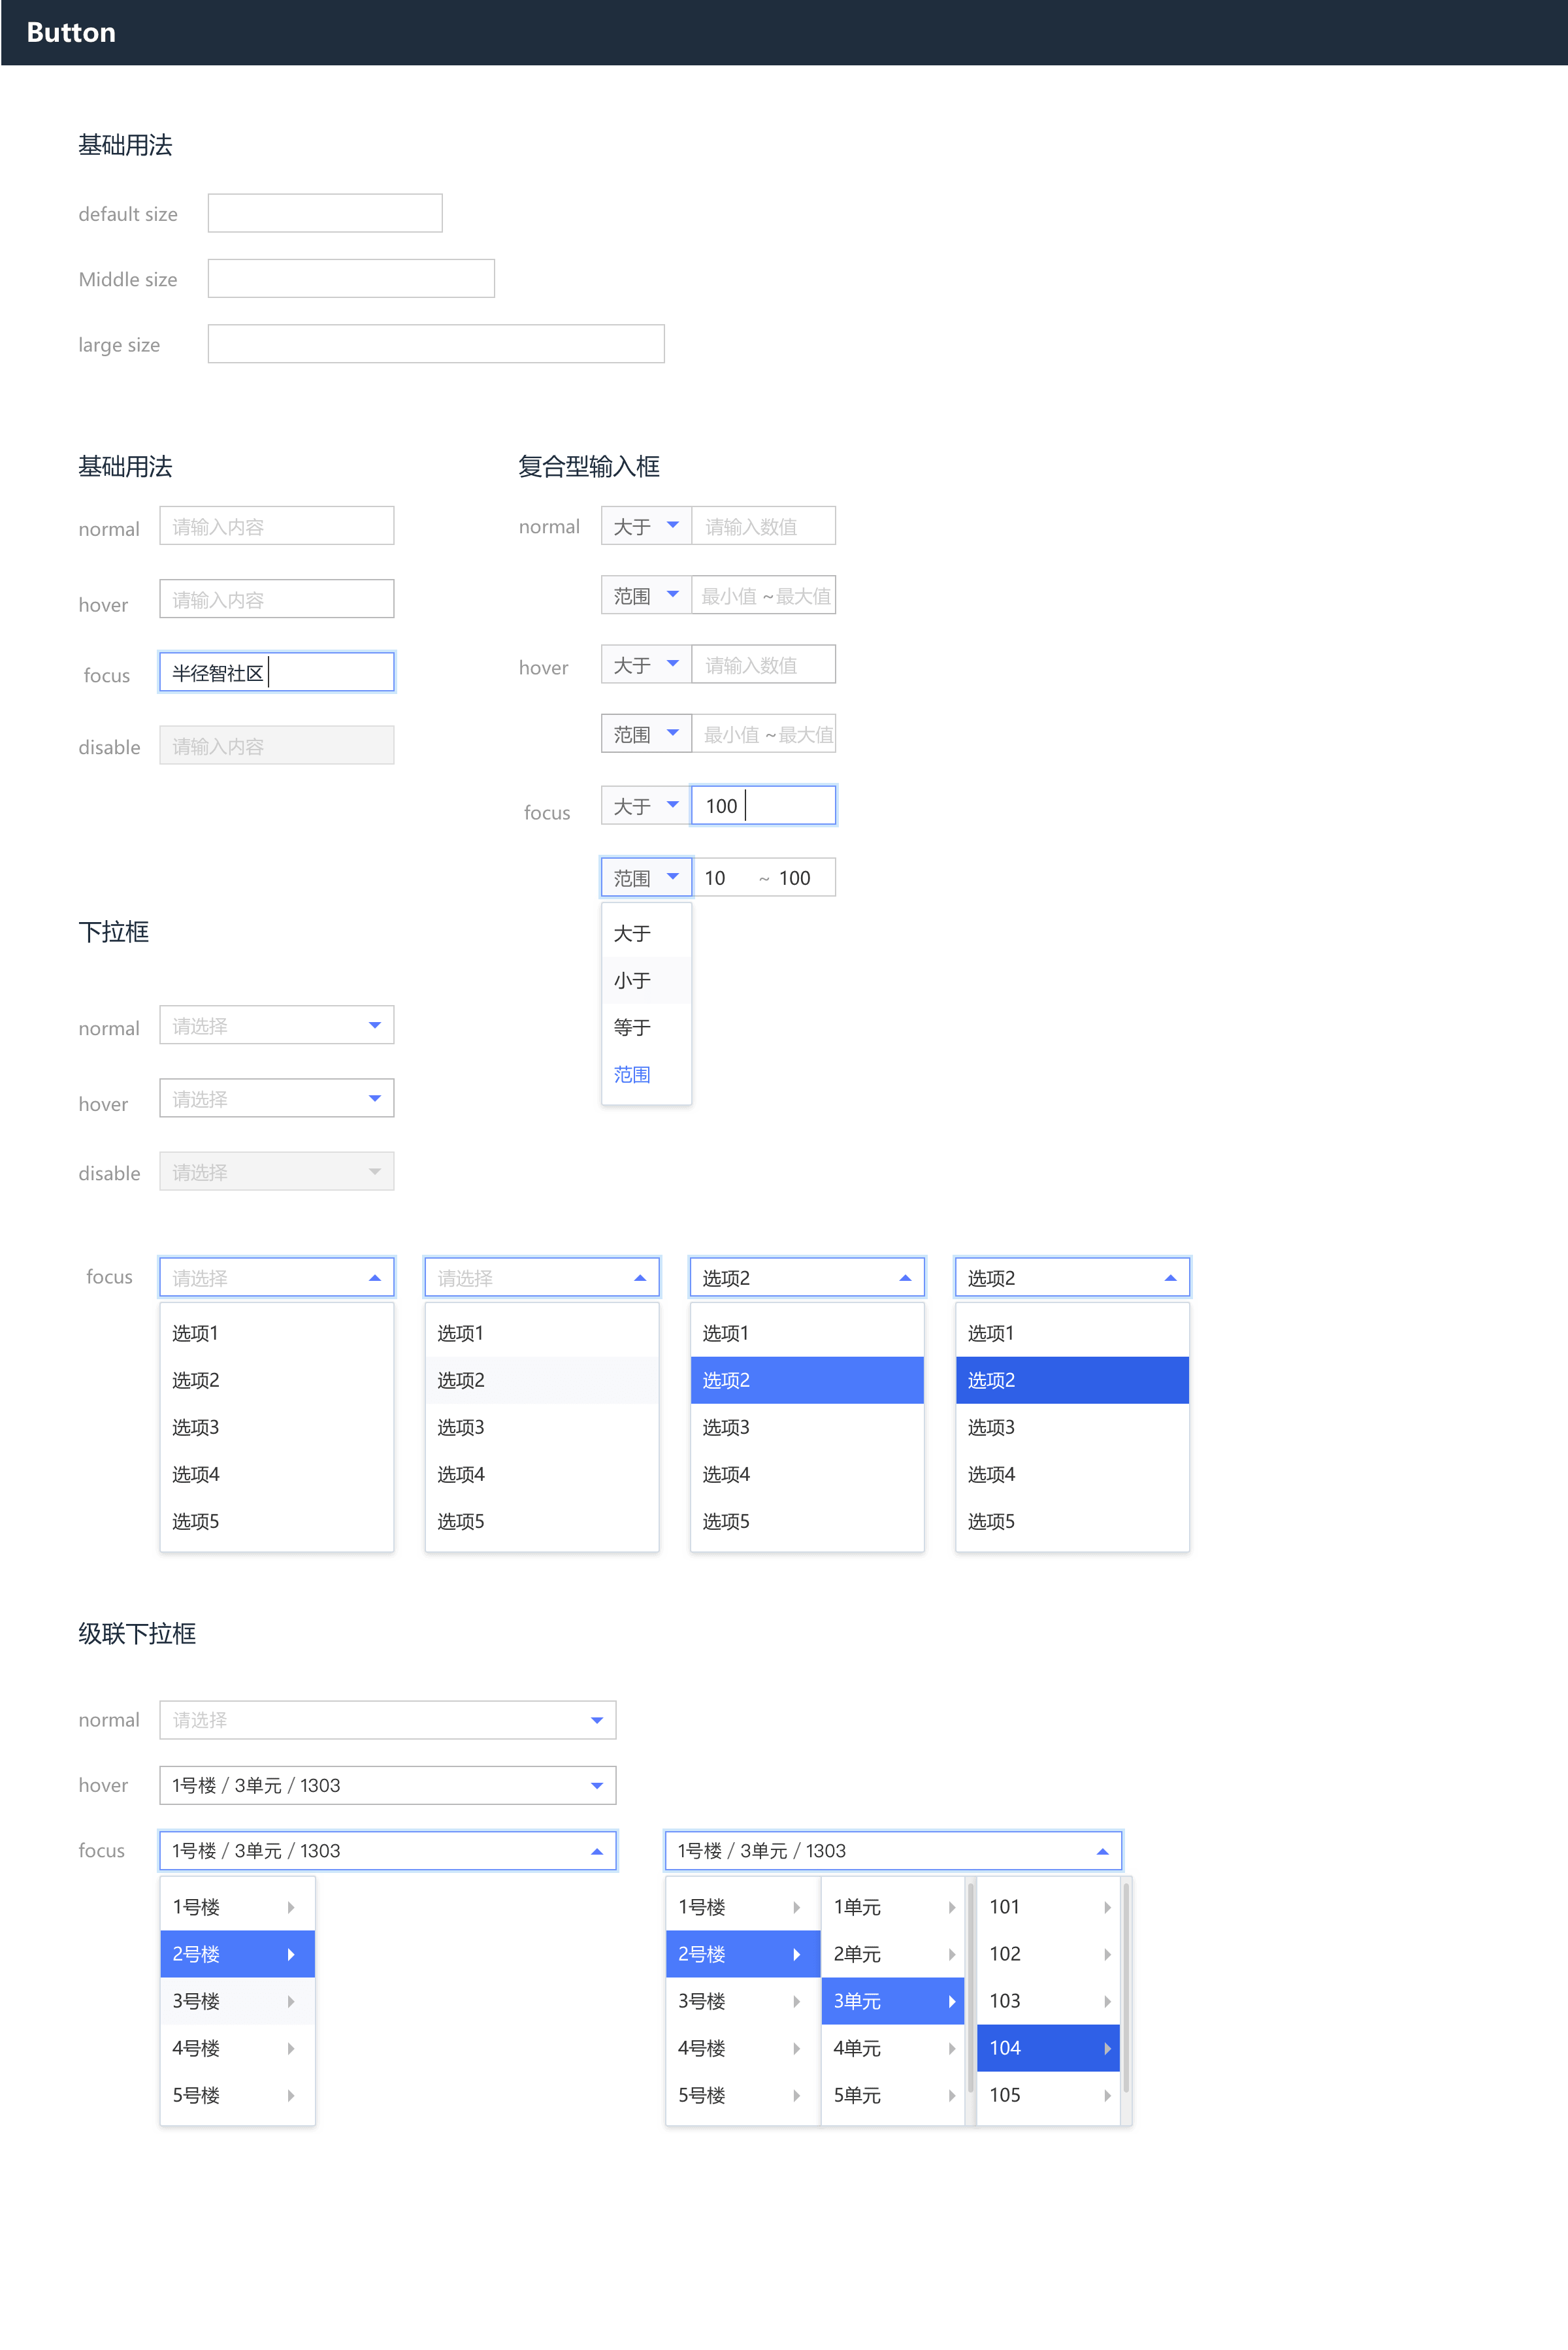 Button
基础用法
default size
Middle size
large size
基础用法
normal 请输入内容
hover 请输入内容
focus 半径智社区
disable 请输入内容
复合型输入框
normal 大于 请输入数值
范围 最小值 ~最大值
hover 大于 请输入数值
范围 最小值 ~最大值
focus 大于 100
范围 10 ~ 100
大于
小于
等于
范围
下拉框
normal 请选择
hover 请选择
disable 请选择
focus 请选择 请选择 选项2 选项2
选项1 选项1 选项1 选项1
选项2 选项2 选项2 选项2
选项3 选项3 选项3 选项3
选项4 选项4 选项4 选项4
选项5 选项5 选项5 选项5
级联下拉框
normal 请选择
hover 1号楼 / 3单元 / 1303
focus 1号楼 / 3单元 / 1303 1号楼 / 3单元 / 1303
1号楼 1号楼 1单元 101
2号楼 2号楼 2单元 102
3号楼 3号楼 3单元 103
4号楼 4号楼 4单元 104
5号楼 5号楼 5单元 105